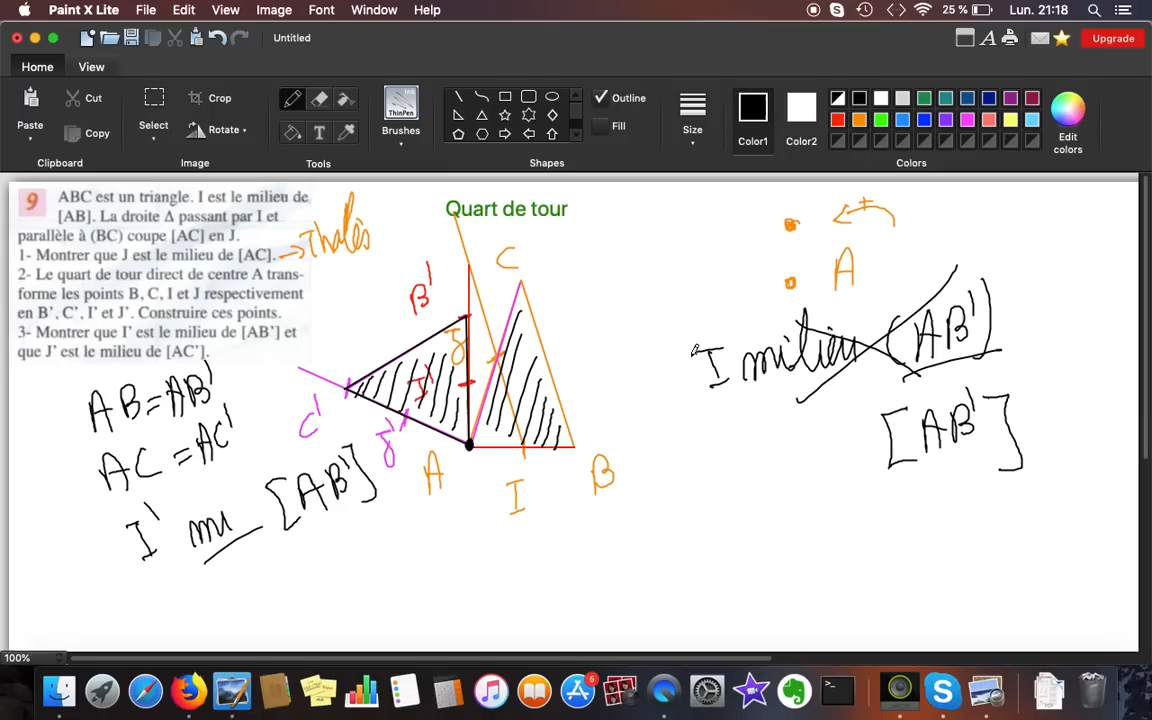 Paint X Lite File Edit View Image Font Window Help 25 % Lun. 21:18
Untitled
Upgrade
Home View
Paste Cut Copy Select Crop Rotate Brushes Ink ThinPen Outline Fill Size Color1 Color2 Edit colors
Clipboard Image Tools Shapes Colors
9 ABC est un triangle. I est le milieu de
[AB]. La droite Δ passant par I et
parallèle à (BC) coupe [AC] en J.
1- Montrer que J est le milieu de [AC].
2- Le quart de tour direct de centre A trans-
forme les points B, C, I et J respectivement
en B', C', I' et J'. Construire ces points.
3- Montrer que I' est le milieu de [AB'] et
que J' est le milieu de [AC'].
→Thalès
Quart de tour
C
B'
I'
C'
A
I
B
+
A
AB=AB'
AC=AC'
I' mi [AB']
I milieu (AB')
[AB']
100%
5